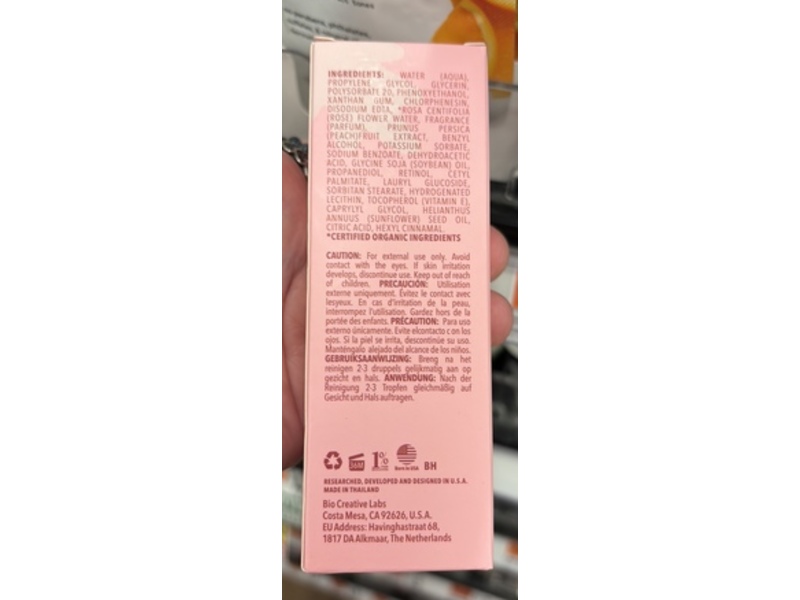 INGREDIENTS: WATER (AQUA),
PROPYLENE GLYCOL, GLYCERIN,
POLYSORBATE 20, PHENOXYETHANOL,
XANTHAN GUM, CHLORPHENESIN,
DISODIUM EDTA, *ROSA CENTIFOLIA
(ROSE) FLOWER WATER, FRAGRANCE
(PARFUM), PRUNUS PERSICA
(PEACH)FRUIT EXTRACT, BENZYL
ALCOHOL, POTASSIUM SORBATE,
SODIUM BENZOATE, DEHYDROACETIC
ACID, GLYCINE SOJA (SOYBEAN) OIL,
PROPANEDIOL, RETINOL, CETYL
PALMITATE, LAURYL GLUCOSIDE,
SORBITAN STEARATE, HYDROGENATED
LECITHIN, TOCOPHEROL (VITAMIN E),
CAPRYLYL GLYCOL, HELIANTHUS
ANNUUS (SUNFLOWER) SEED OIL,
CITRIC ACID, HEXYL CINNAMAL.
*CERTIFIED ORGANIC INGREDIENTS
CAUTION: For external use only. Avoid
contact with the eyes. If skin irritation
develops, discontinue use. Keep out of reach
of children. PRECAUCIÓN: Utilisation
externe uniquement. Évitez le contact avec
lesyeux. En cas d'irritation de la peau,
interrompez l'utilisation. Gardez hors de la
portée des enfants. PRÉCAUTION: Para uso
externo únicamente. Evite elcontacto c on los
ojos. Si la piel se irrita, descontinúe su uso.
Manténgalo alejado del alcance de los niños.
GEBRUIKSAANWIJZING: Breng na het
reinigen 2-3 druppels gelijkmatig aan op
gezicht en hals. ANWENDUNG: Nach der
Reinigung 2-3 Tropfen gleichmäßig auf
Gesicht und Hals auftragen.
1%
Born in USA
BH
RESEARCHED, DEVELOPED AND DESIGNED IN U.S.A.
MADE IN THAILAND
Bio Creative Labs
Costa Mesa, CA 92626, U.S.A.
EU Address: Havinghastraat 68,
1817 DA Alkmaar, The Netherlands